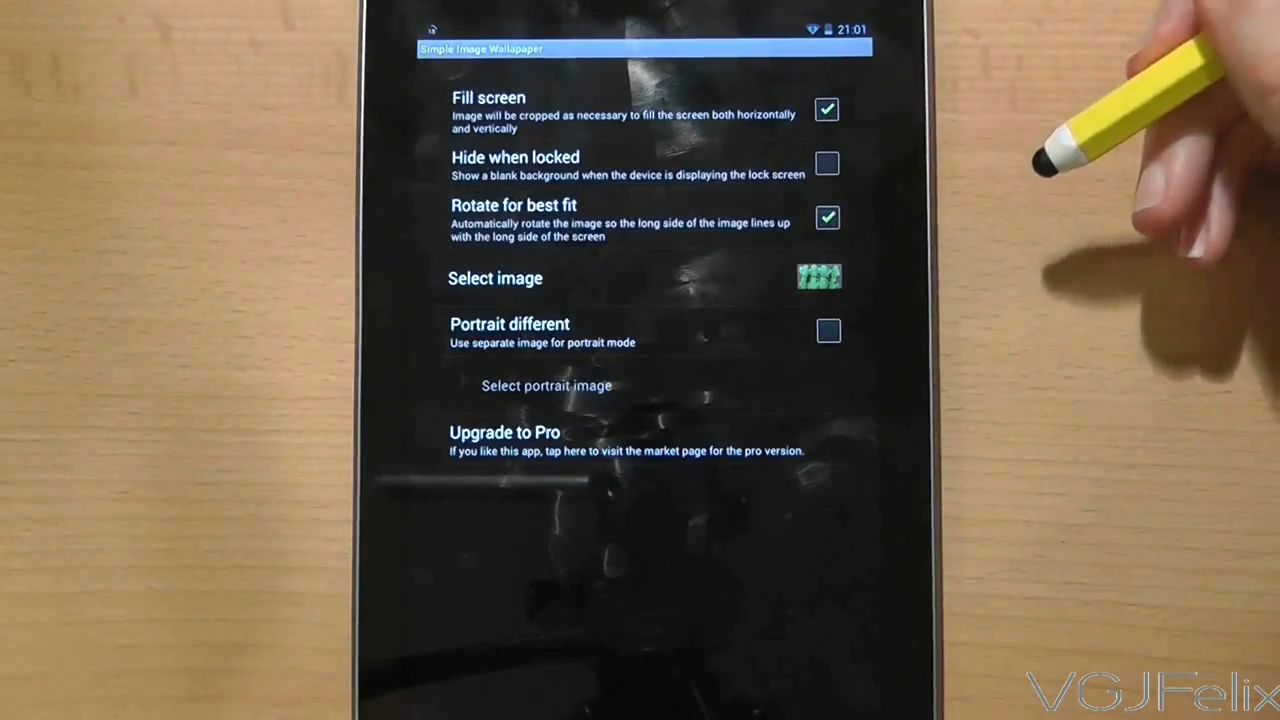 21:01
Simple Image Wallapaper
Fill screen
Image will be cropped as necessary to fill the screen both horizontally
and vertically
Hide when locked
Show a blank background when the device is displaying the lock screen
Rotate for best fit
Automatically rotate the image so the long side of the image lines up
with the long side of the screen
Select image
Portrait different
Use separate image for portrait mode
Select portrait image
Upgrade to Pro
If you like this app, tap here to visit the market page for the pro version.
VGJFelix